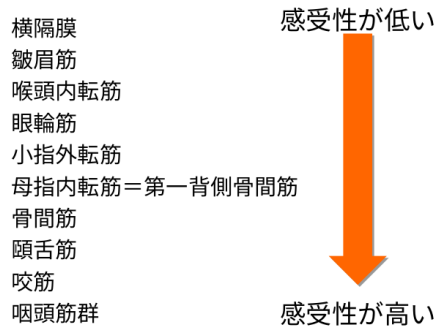 感受性が低い
横隔膜
皺眉筋
喉頭内転筋
眼輪筋
小指外転筋
母指内転筋＝第一背側骨間筋
骨間筋
頤舌筋
咬筋
咽頭筋群
感受性が高い